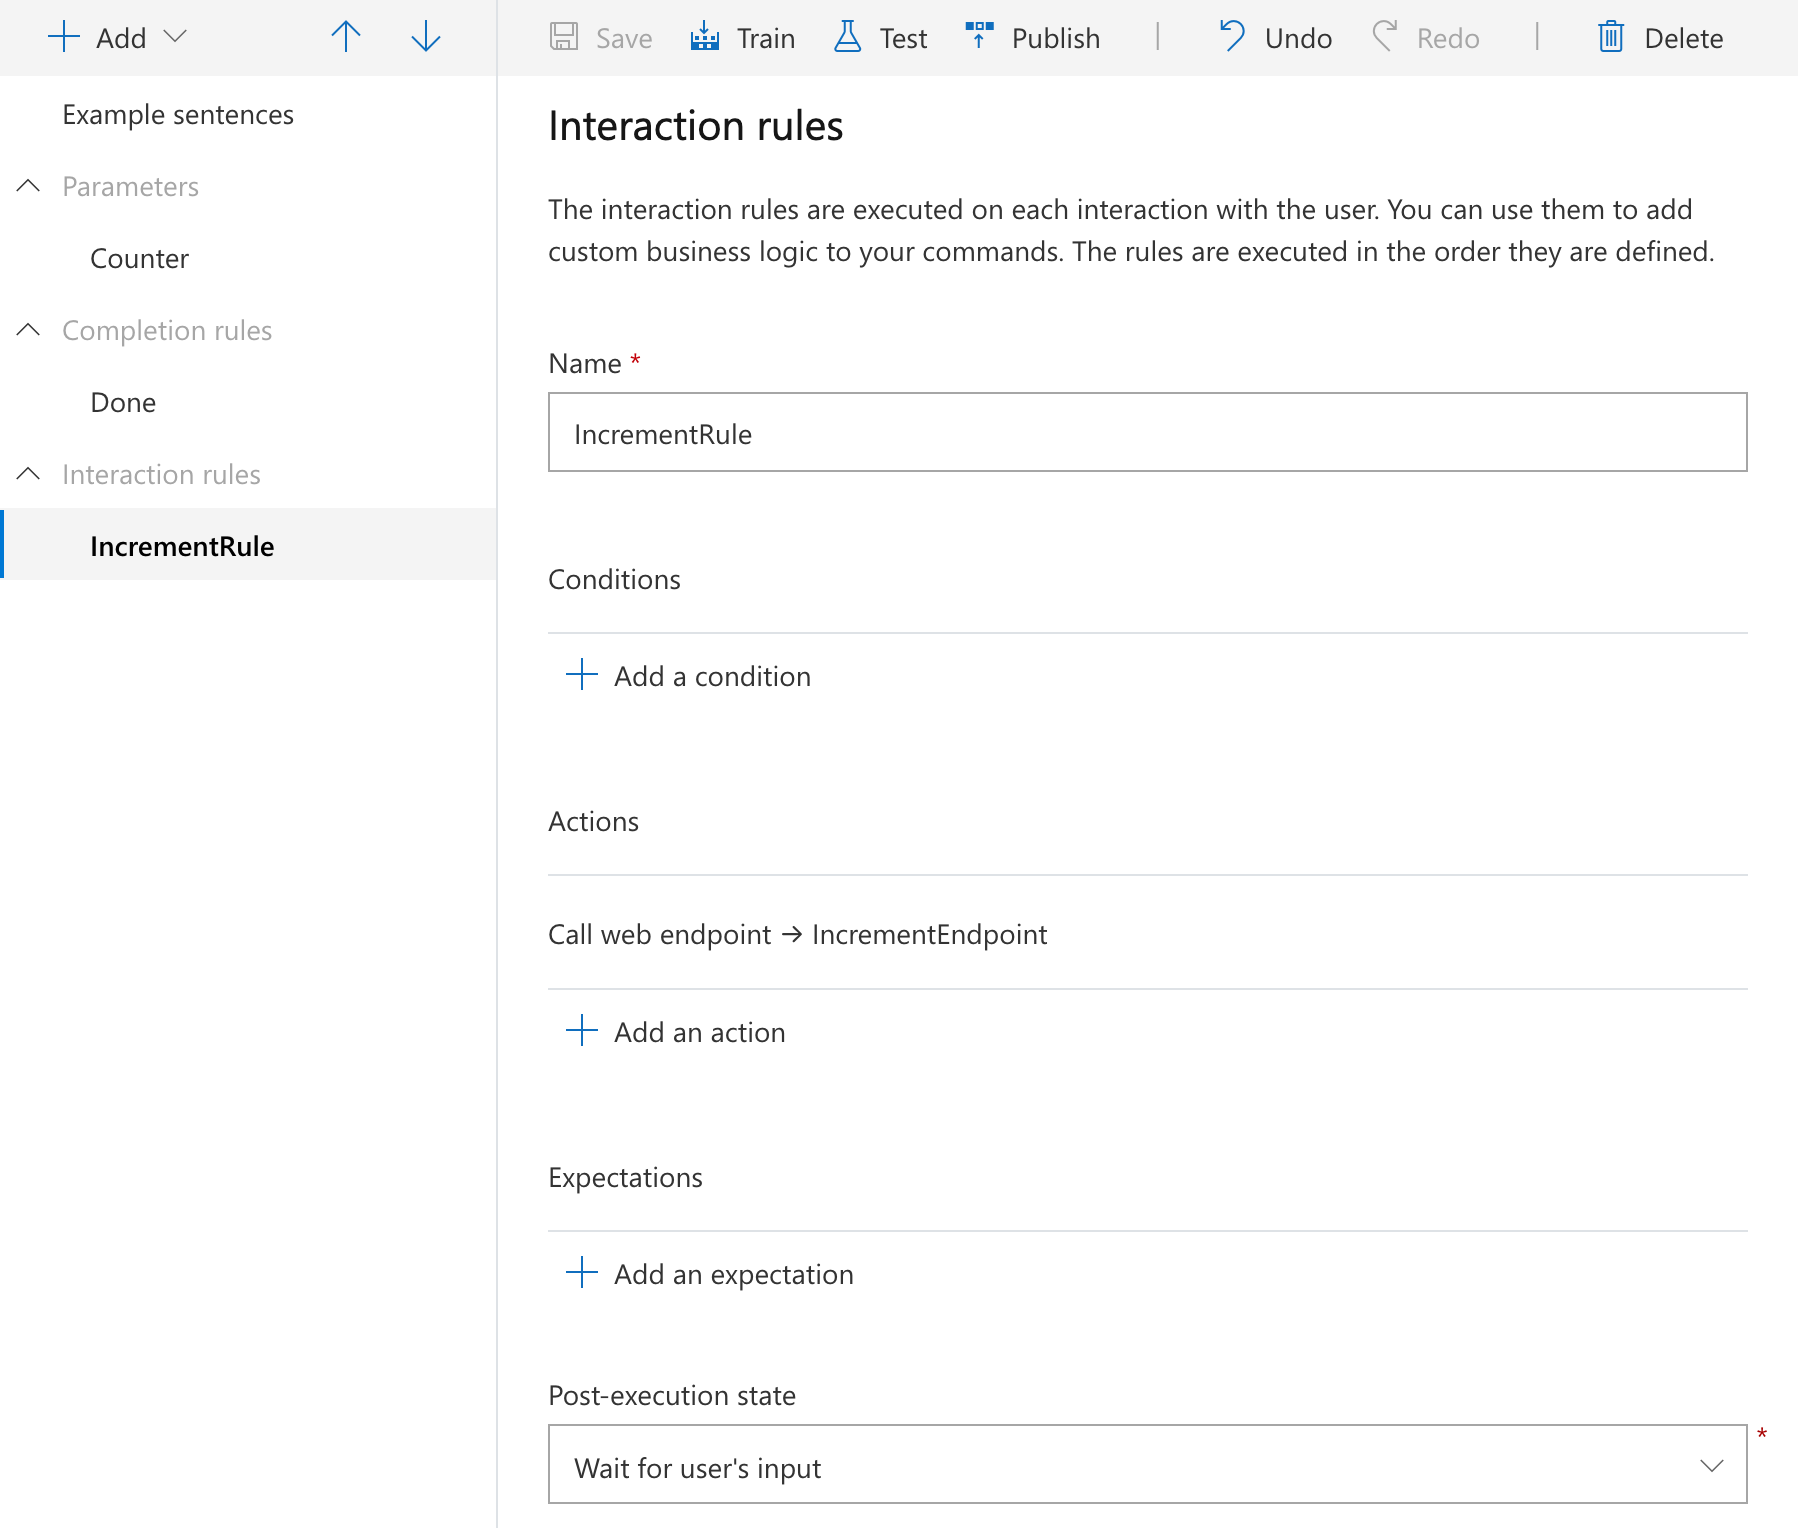 Add
Save Train Test Publish | Undo Redo | Delete
Example sentences
Parameters
Counter
Completion rules
Done
Interaction rules
IncrementRule
Interaction rules
The interaction rules are executed on each interaction with the user. You can use them to add
custom business logic to your commands. The rules are executed in the order they are defined.
Name *
IncrementRule
Conditions
Add a condition
Actions
Call web endpoint → IncrementEndpoint
Add an action
Expectations
Add an expectation
Post-execution state
Wait for user's input *